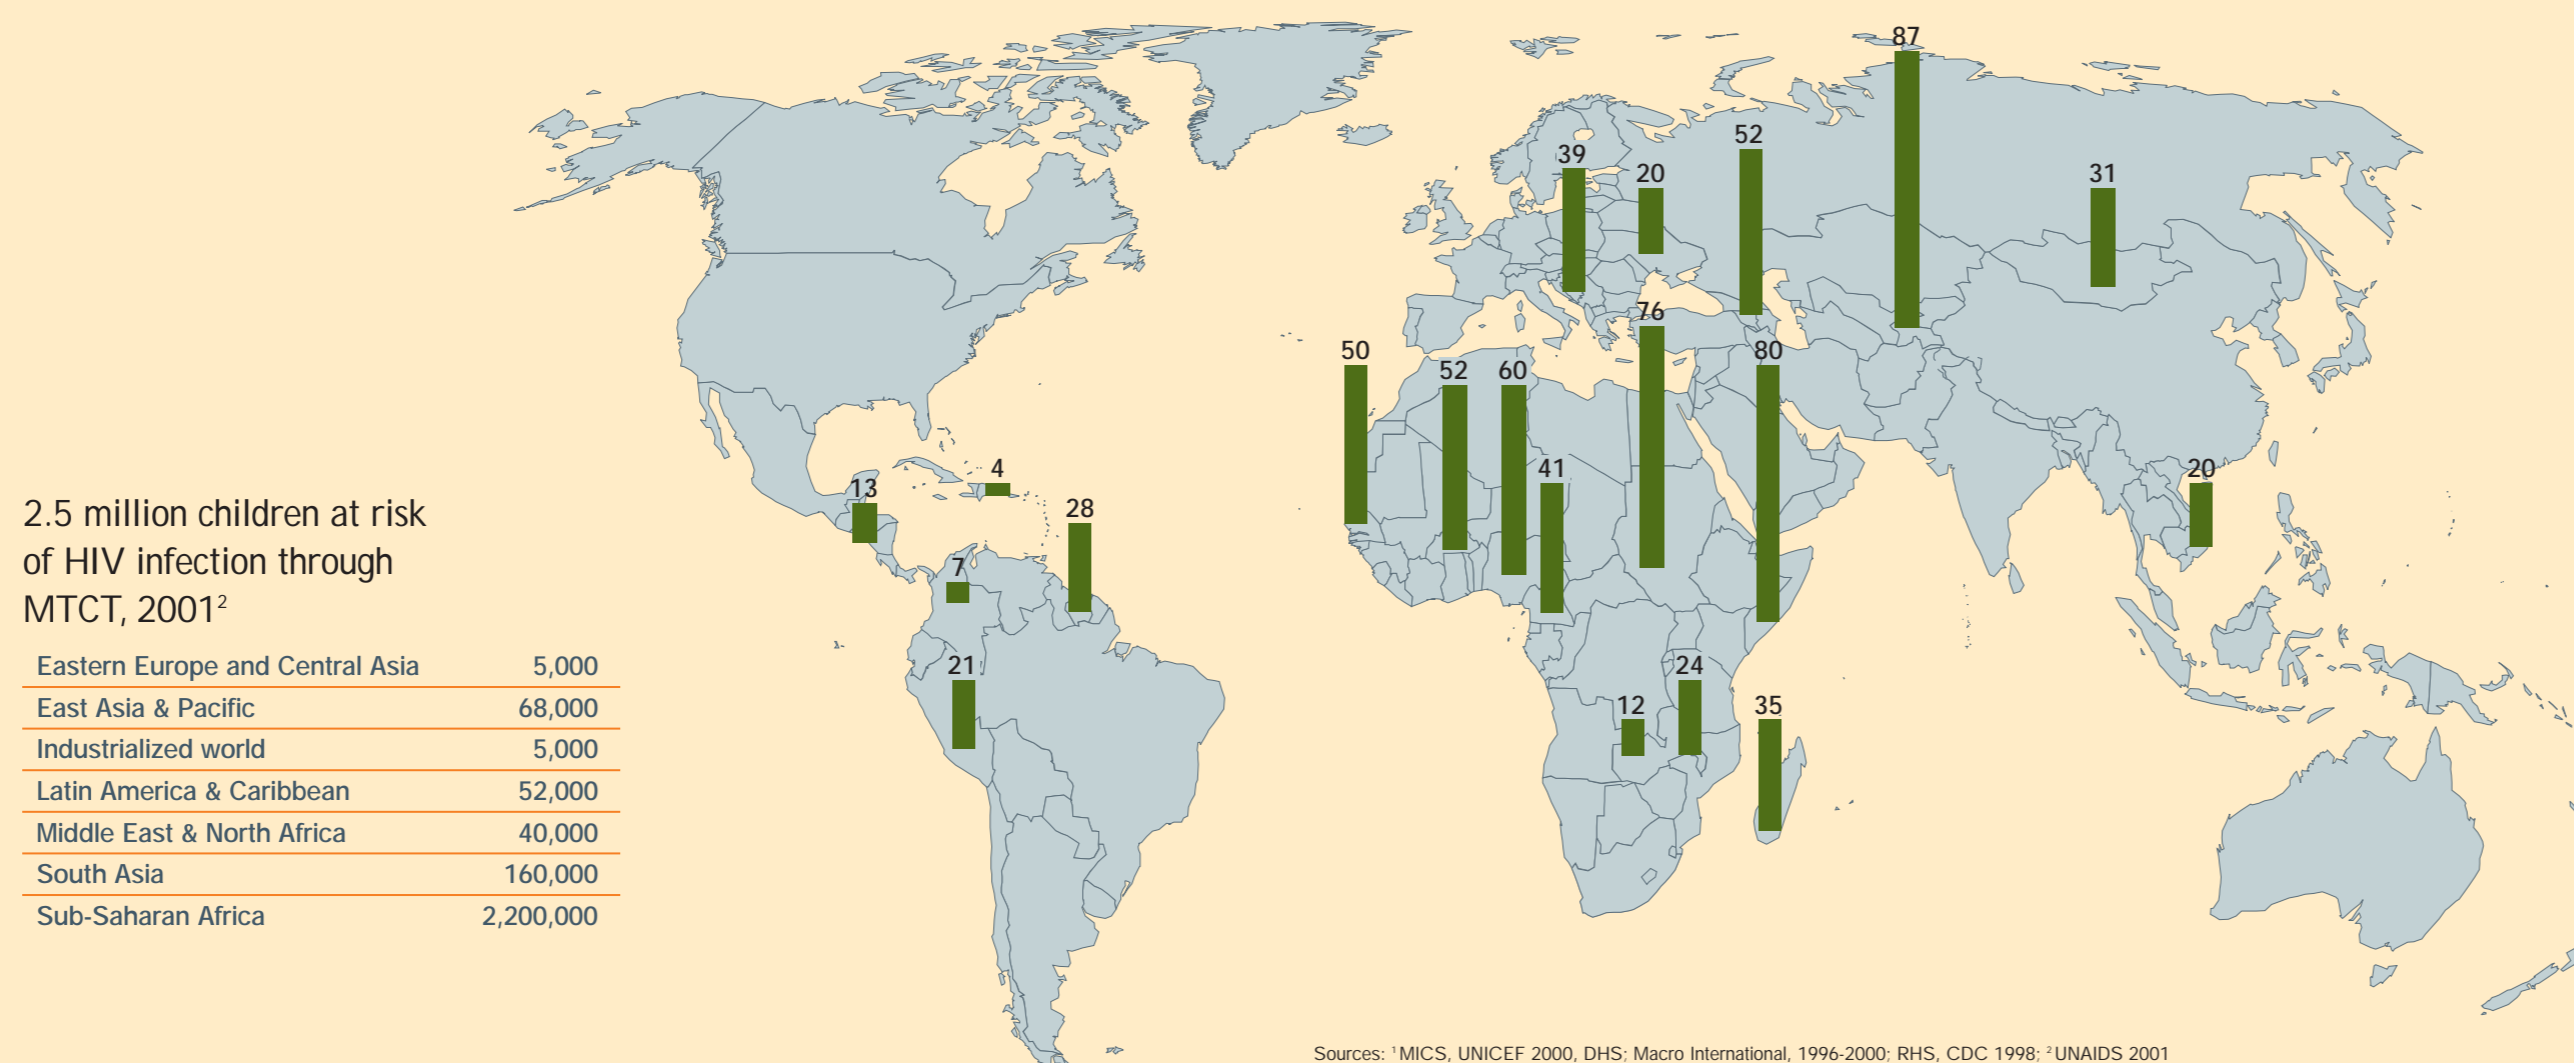 87
52
39
20
31
76
50
80
52
60
4
41
20
13
28
7
21
24
12
35
2.5 million children at risk
of HIV infection through
MTCT, 2001²
Eastern Europe and Central Asia 5,000
East Asia & Pacific 68,000
Industrialized world 5,000
Latin America & Caribbean 52,000
Middle East & North Africa 40,000
South Asia 160,000
Sub-Saharan Africa 2,200,000
Sources: ¹MICS, UNICEF 2000, DHS; Macro International, 1996-2000; RHS, CDC 1998; ²UNAIDS 2001